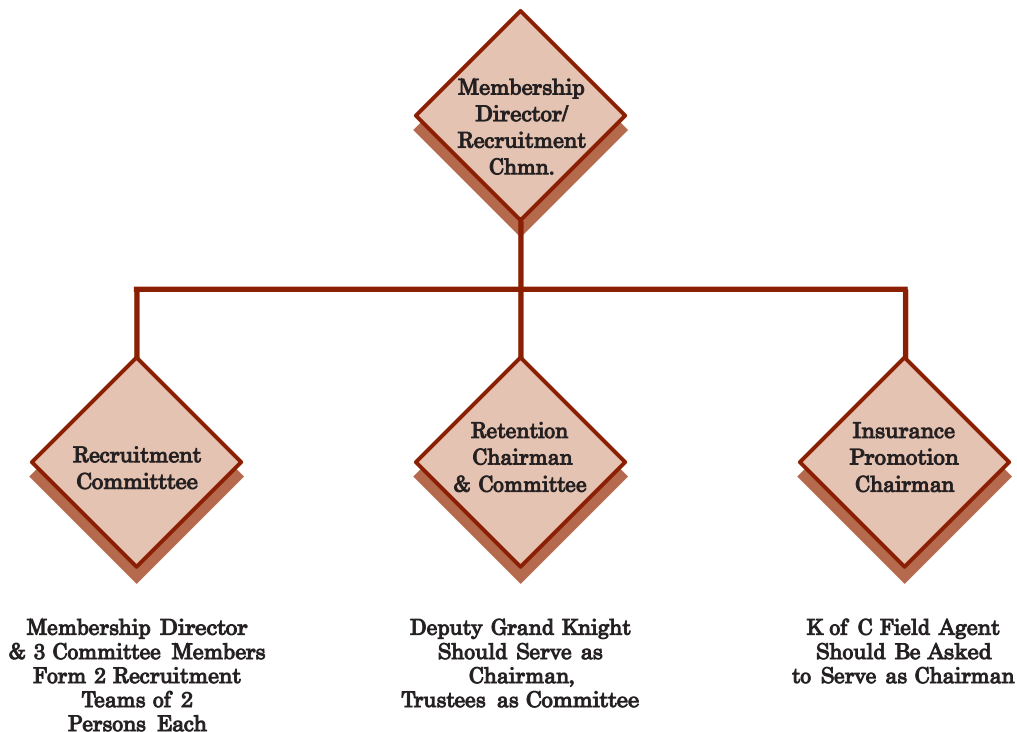 Membership
Director/
Recruitment
Chmn.
Recruitment
Committtee
Retention
Chairman
& Committee
Insurance
Promotion
Chairman
Membership Director
& 3 Committee Members
Form 2 Recruitment
Teams of 2
Persons Each
Deputy Grand Knight
Should Serve as
Chairman,
Trustees as Committee
K of C Field Agent
Should Be Asked
to Serve as Chairman